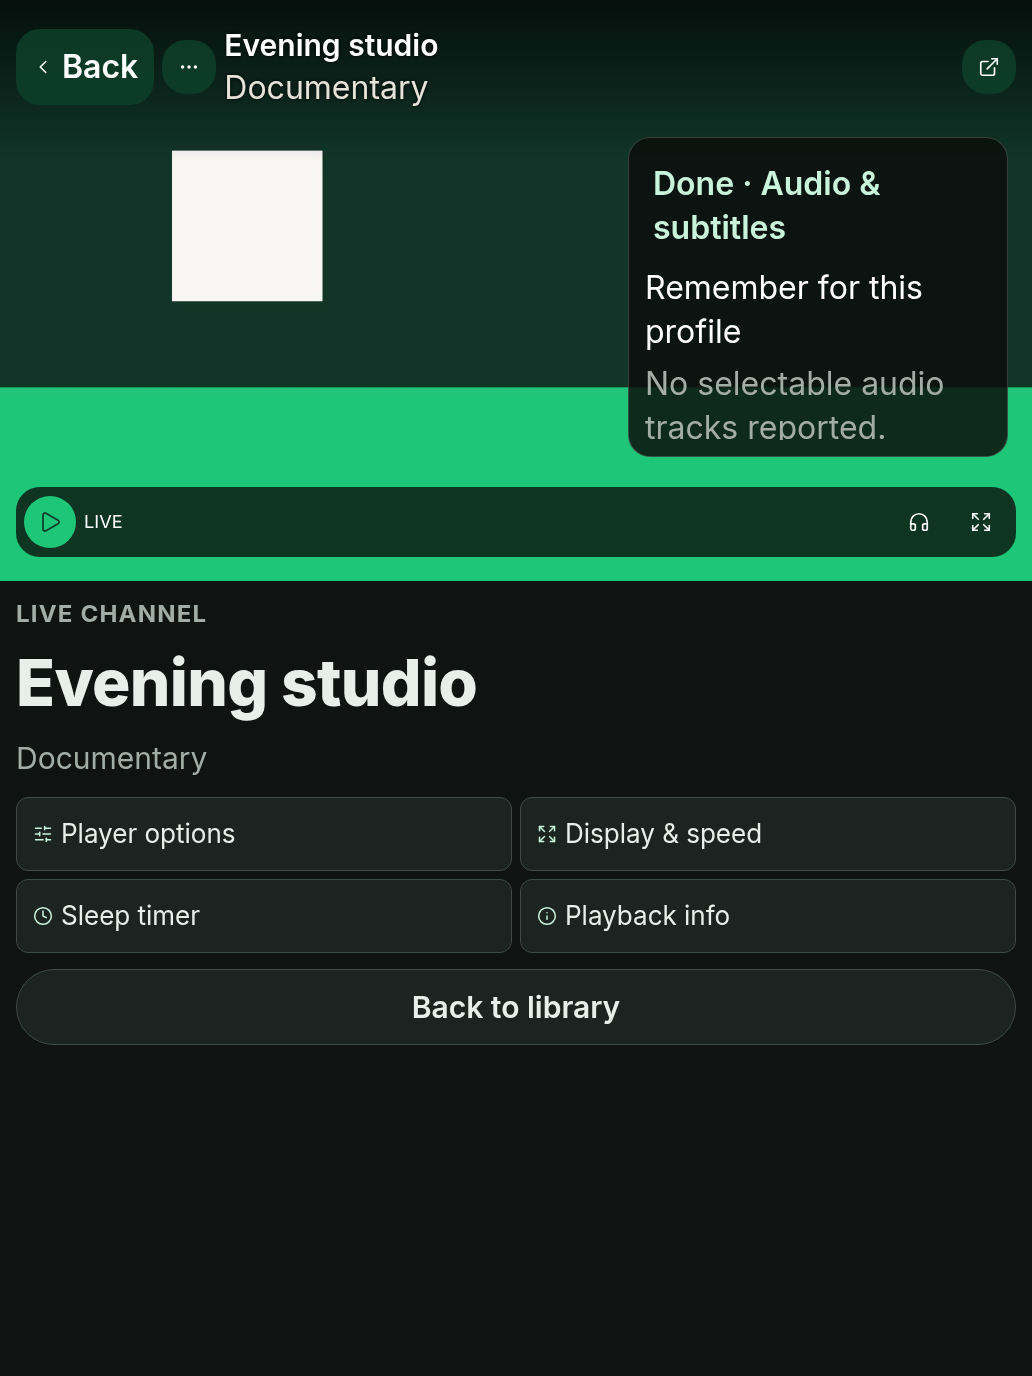 Back
Evening studio
Documentary
Done · Audio &
subtitles
Remember for this
profile
No selectable audio
tracks reported.
LIVE
LIVE CHANNEL
Evening studio
Documentary
Player options
Display & speed
Sleep timer
Playback info
Back to library